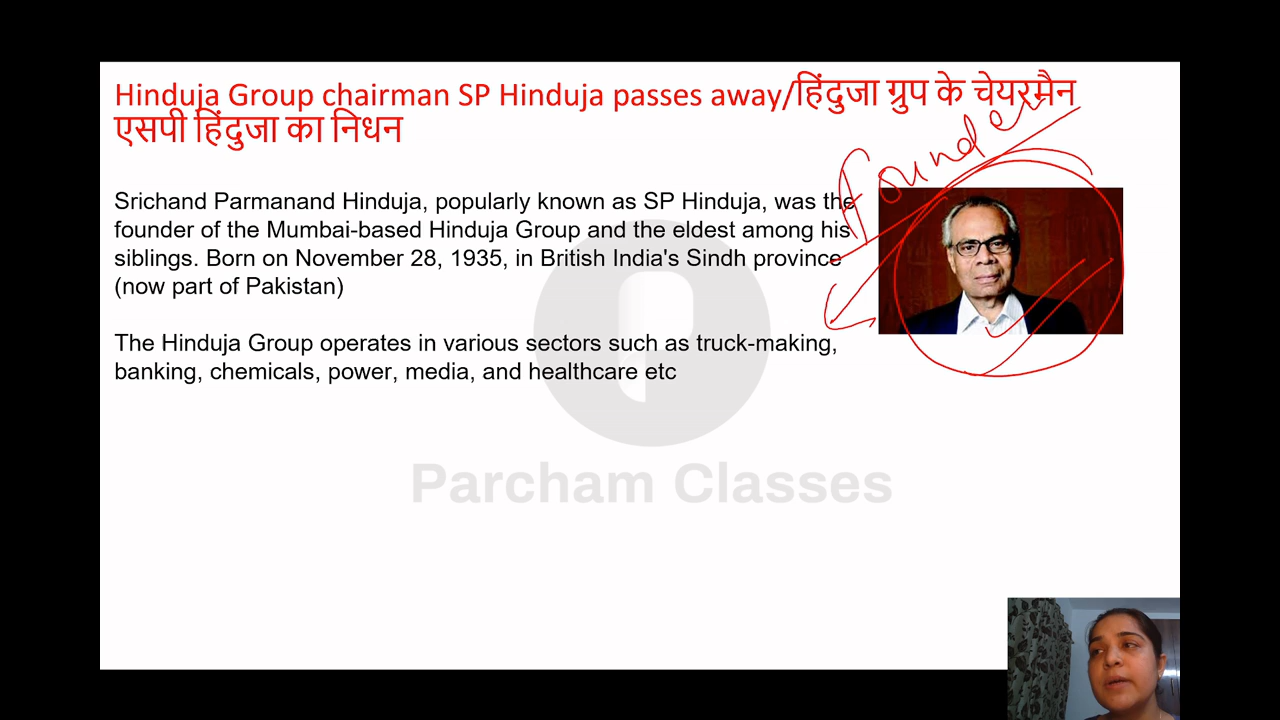 Hinduja Group chairman SP Hinduja passes away/हिंदुजा ग्रुप के चेयरमैन
एसपी हिंदुजा का निधन
Founder
Srichand Parmanand Hinduja, popularly known as SP Hinduja, was the
founder of the Mumbai-based Hinduja Group and the eldest among his
siblings. Born on November 28, 1935, in British India's Sindh province
(now part of Pakistan)
The Hinduja Group operates in various sectors such as truck-making,
banking, chemicals, power, media, and healthcare etc
Parcham Classes